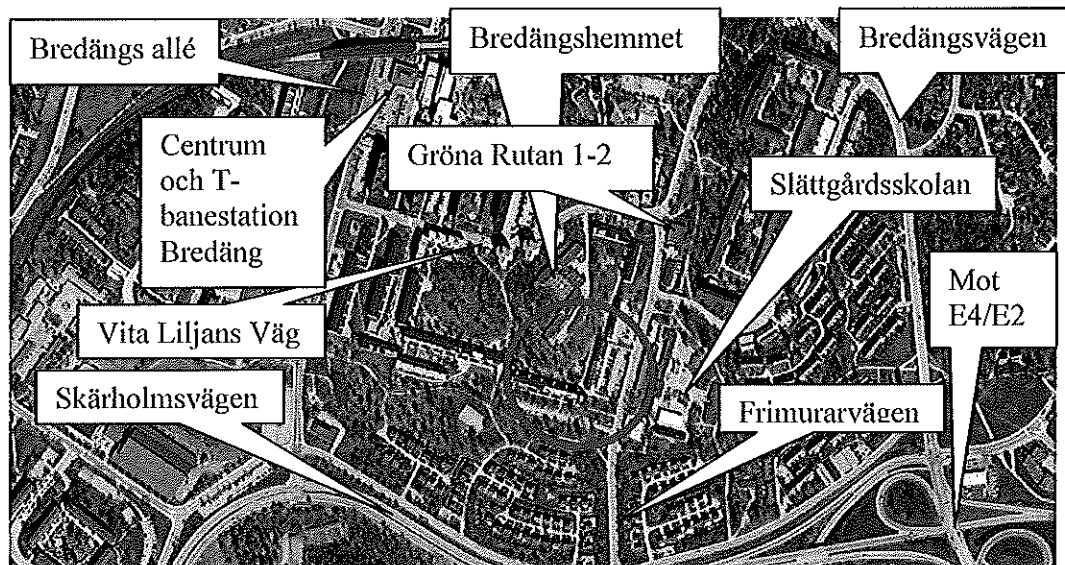 Bredängs allé
Bredängshemmet
Bredängsvägen
Centrum
och T-
banestation
Bredäng
Gröna Rutan 1-2
Slättgårdsskolan
Mot
E4/E2
Vita Liljans Väg
Skärholmsvägen
Frimurarvägen